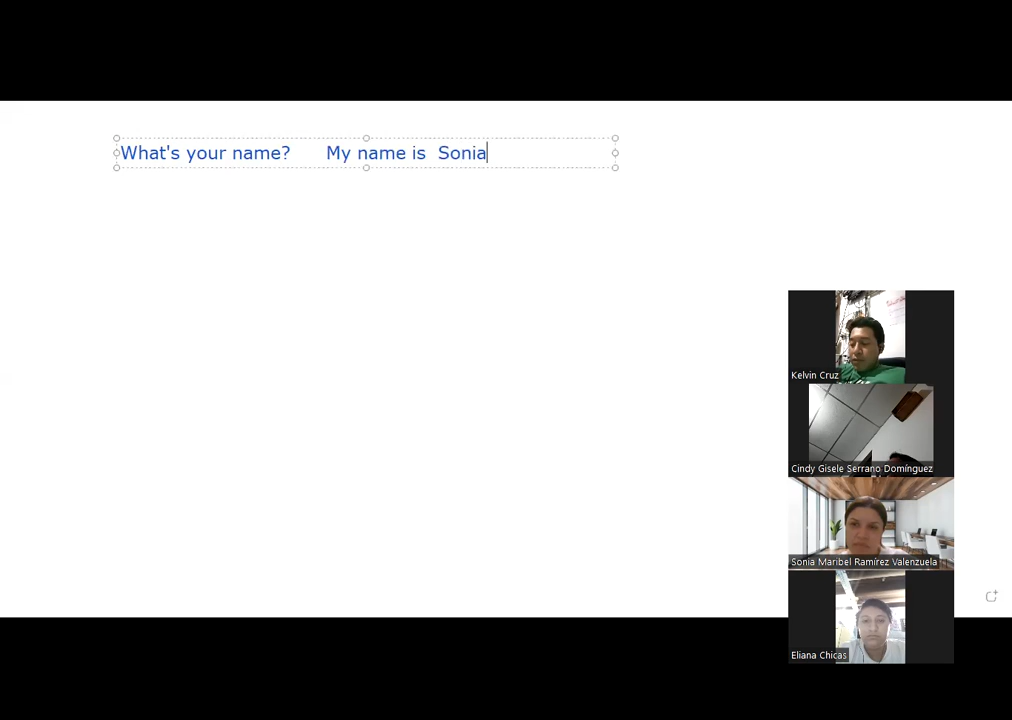 What's your name? My name is Sonia
Kelvin Cruz
Cindy Gisele Serrano Domínguez
Sonia Maribel Ramírez Valenzuela
Eliana Chicas